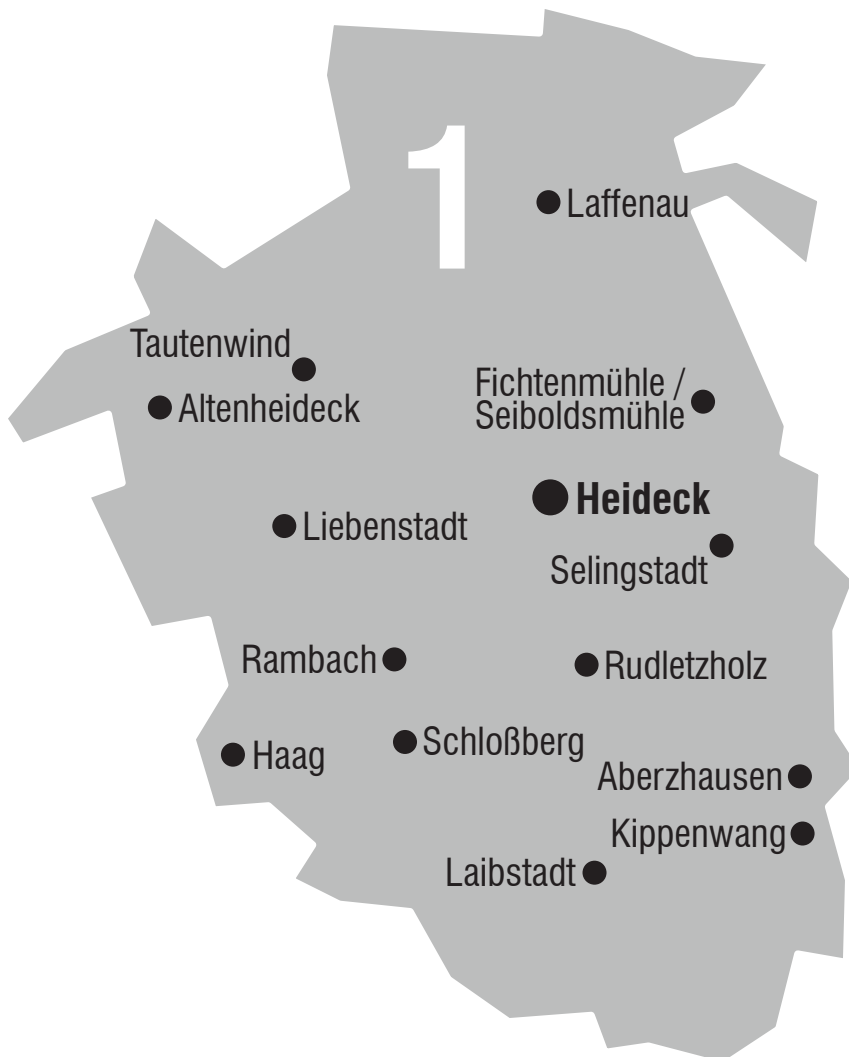 1
Laffenau
Tautenwind
Altenheideck
Fichtenmühle /
Seiboldsmühle
Heideck
Liebenstadt
Selingstadt
Rambach
Rudletzholz
Schloßberg
Haag
Aberzhausen
Kippenwang
Laibstadt